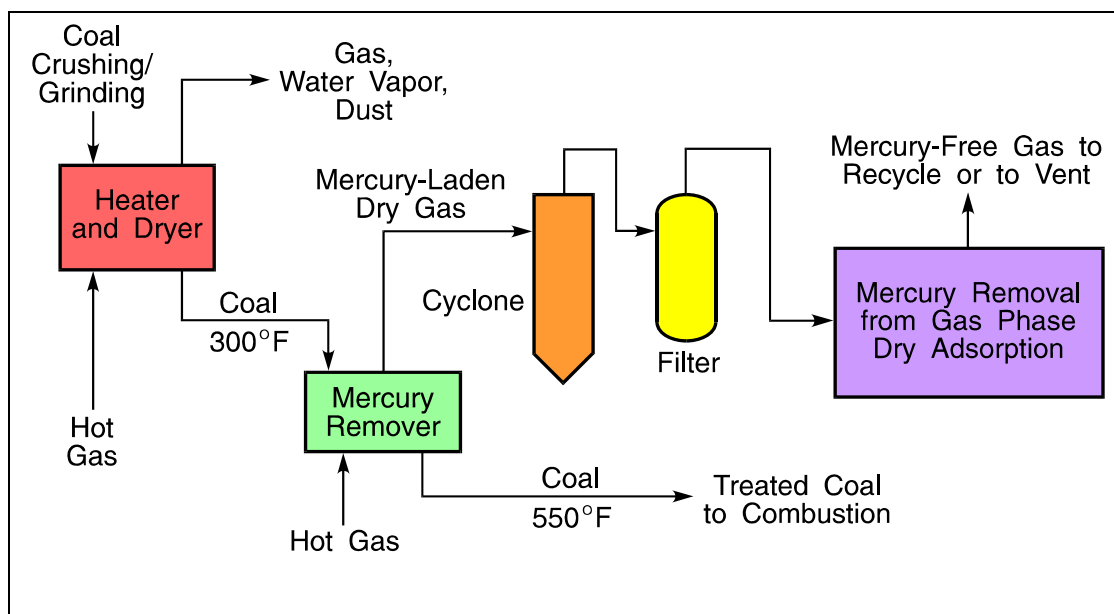 Coal
Crushing/
Grinding
Gas,
Water Vapor,
Dust
Heater
and Dryer
Hot
Gas
Coal
300°F
Mercury-Laden
Dry Gas
Cyclone
Filter
Mercury-Free Gas to
Recycle or to Vent
Mercury Removal
from Gas Phase
Dry Adsorption
Mercury
Remover
Hot Gas
Coal
550°F
Treated Coal
to Combustion